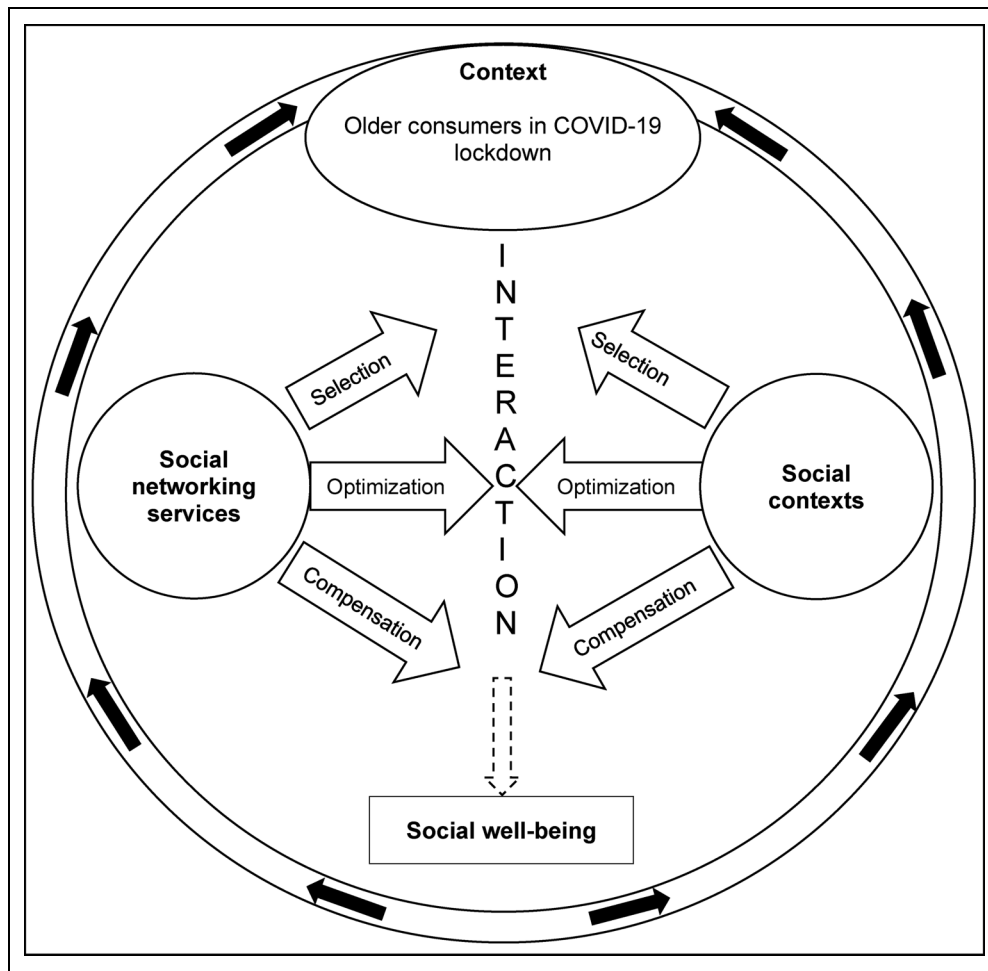 Context
Older consumers in COVID-19
lockdown
INTERACTION
Selection
Selection
Social
networking
services
Optimization
Optimization
Social
contexts
Compensation
Compensation
Social well-being